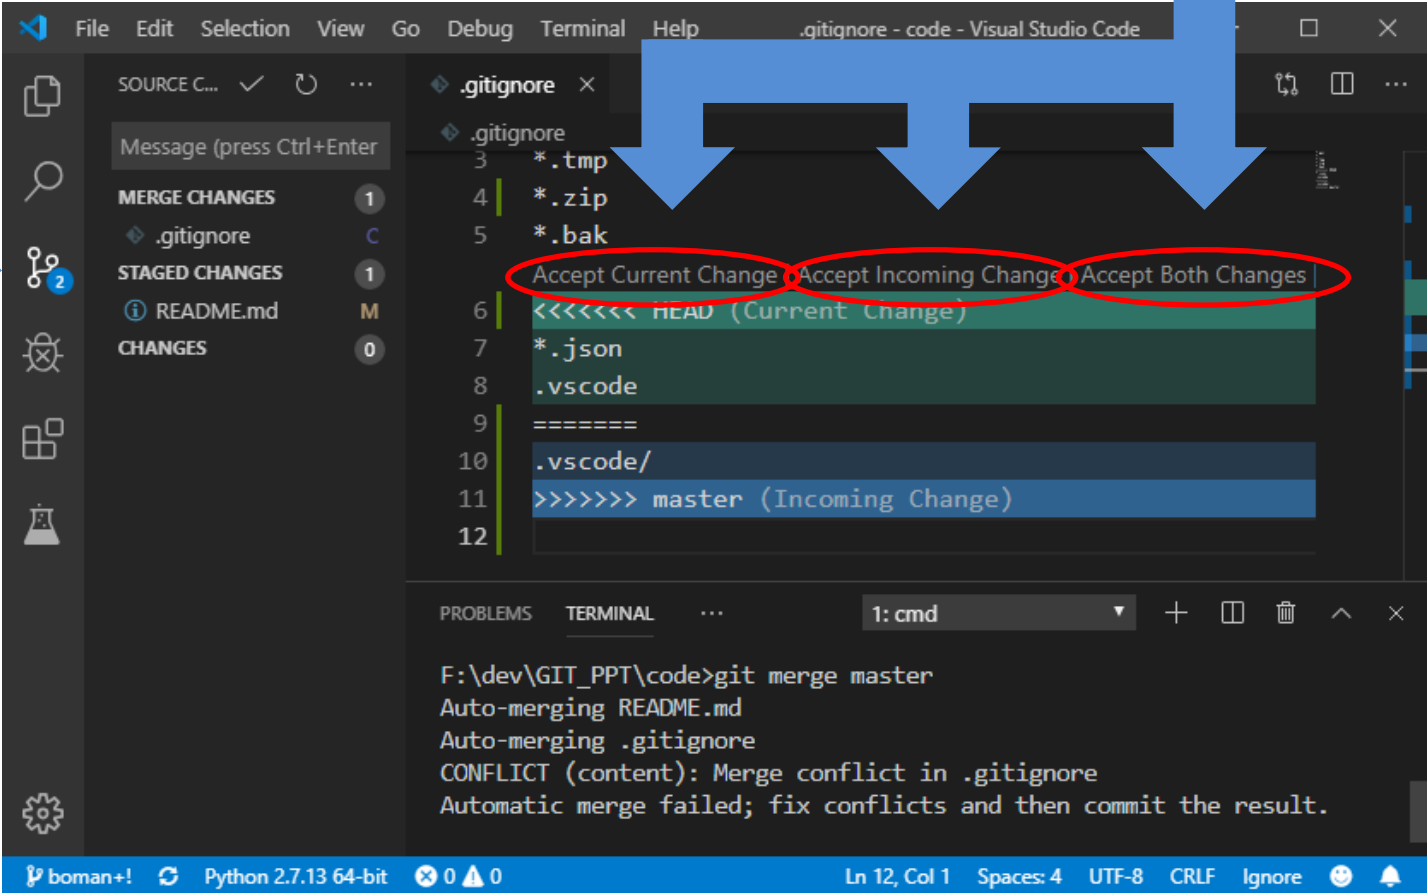 File Edit Selection View Go Debug Terminal Help .gitignore - code - Visual Studio Code
SOURCE C... ...
.gitignore
Message (press Ctrl+Enter
MERGE CHANGES 1
.gitignore C
STAGED CHANGES 1
README.md M
CHANGES 0
2
.gitignore
3 *.tmp
4 *.zip
5 *.bak
Accept Current Change Accept Incoming Change Accept Both Changes |
6 <<<<<<< HEAD (Current Change)
7 *.json
8 .vscode
9 =======
10 .vscode/
11 >>>>>>> master (Incoming Change)
12
PROBLEMS TERMINAL ... 1: cmd
F:\dev\GIT_PPT\code>git merge master
Auto-merging README.md
Auto-merging .gitignore
CONFLICT (content): Merge conflict in .gitignore
Automatic merge failed; fix conflicts and then commit the result.
boman+! Python 2.7.13 64-bit 0 0 Ln 12, Col 1 Spaces: 4 UTF-8 CRLF Ignore